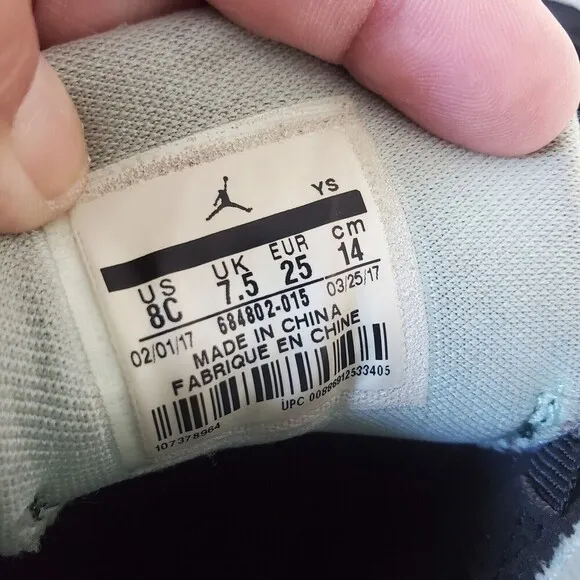 YS
US UK EUR cm
8C 7.5 25 14
684802-015
02/01/17 03/25/17
MADE IN CHINA
FABRIQUE EN CHINE
UPC 00886912533405
107378964